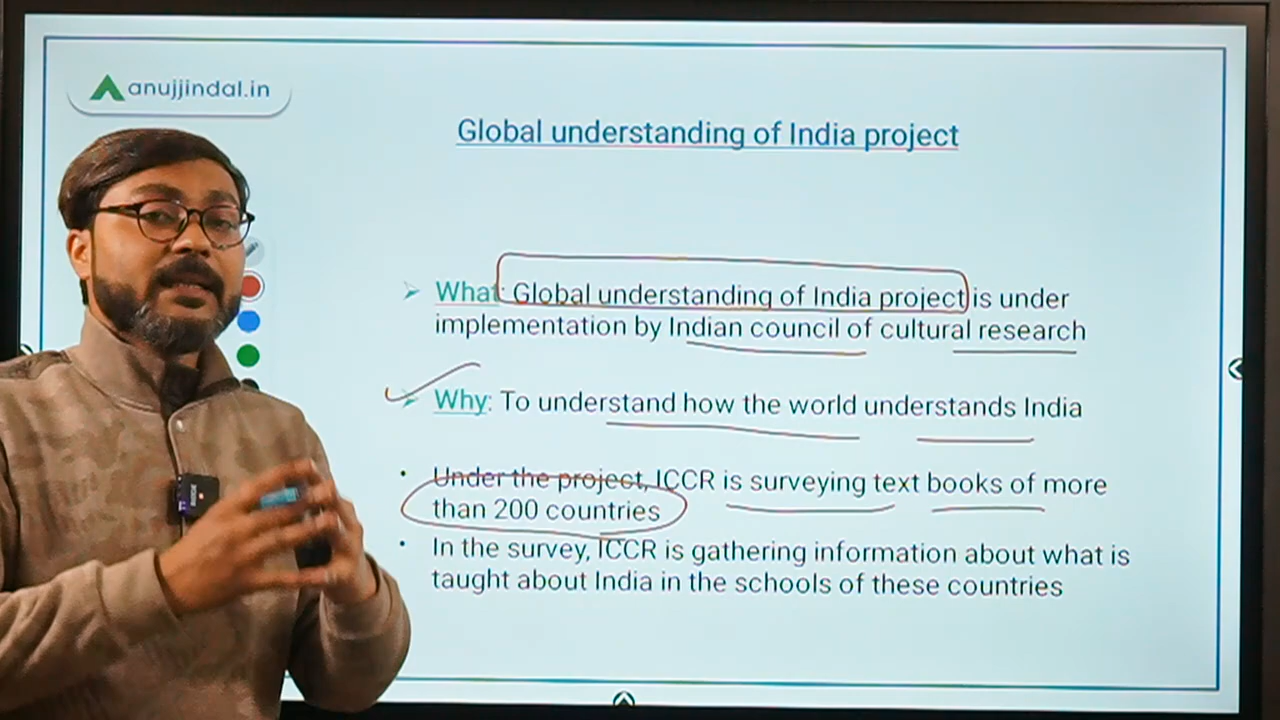 anujjindal.in
Global understanding of India project
What: Global understanding of India project is under
implementation by Indian council of cultural research
Why: To understand how the world understands India
Under the project, ICCR is surveying text books of more
than 200 countries
In the survey, ICCR is gathering information about what is
taught about India in the schools of these countries